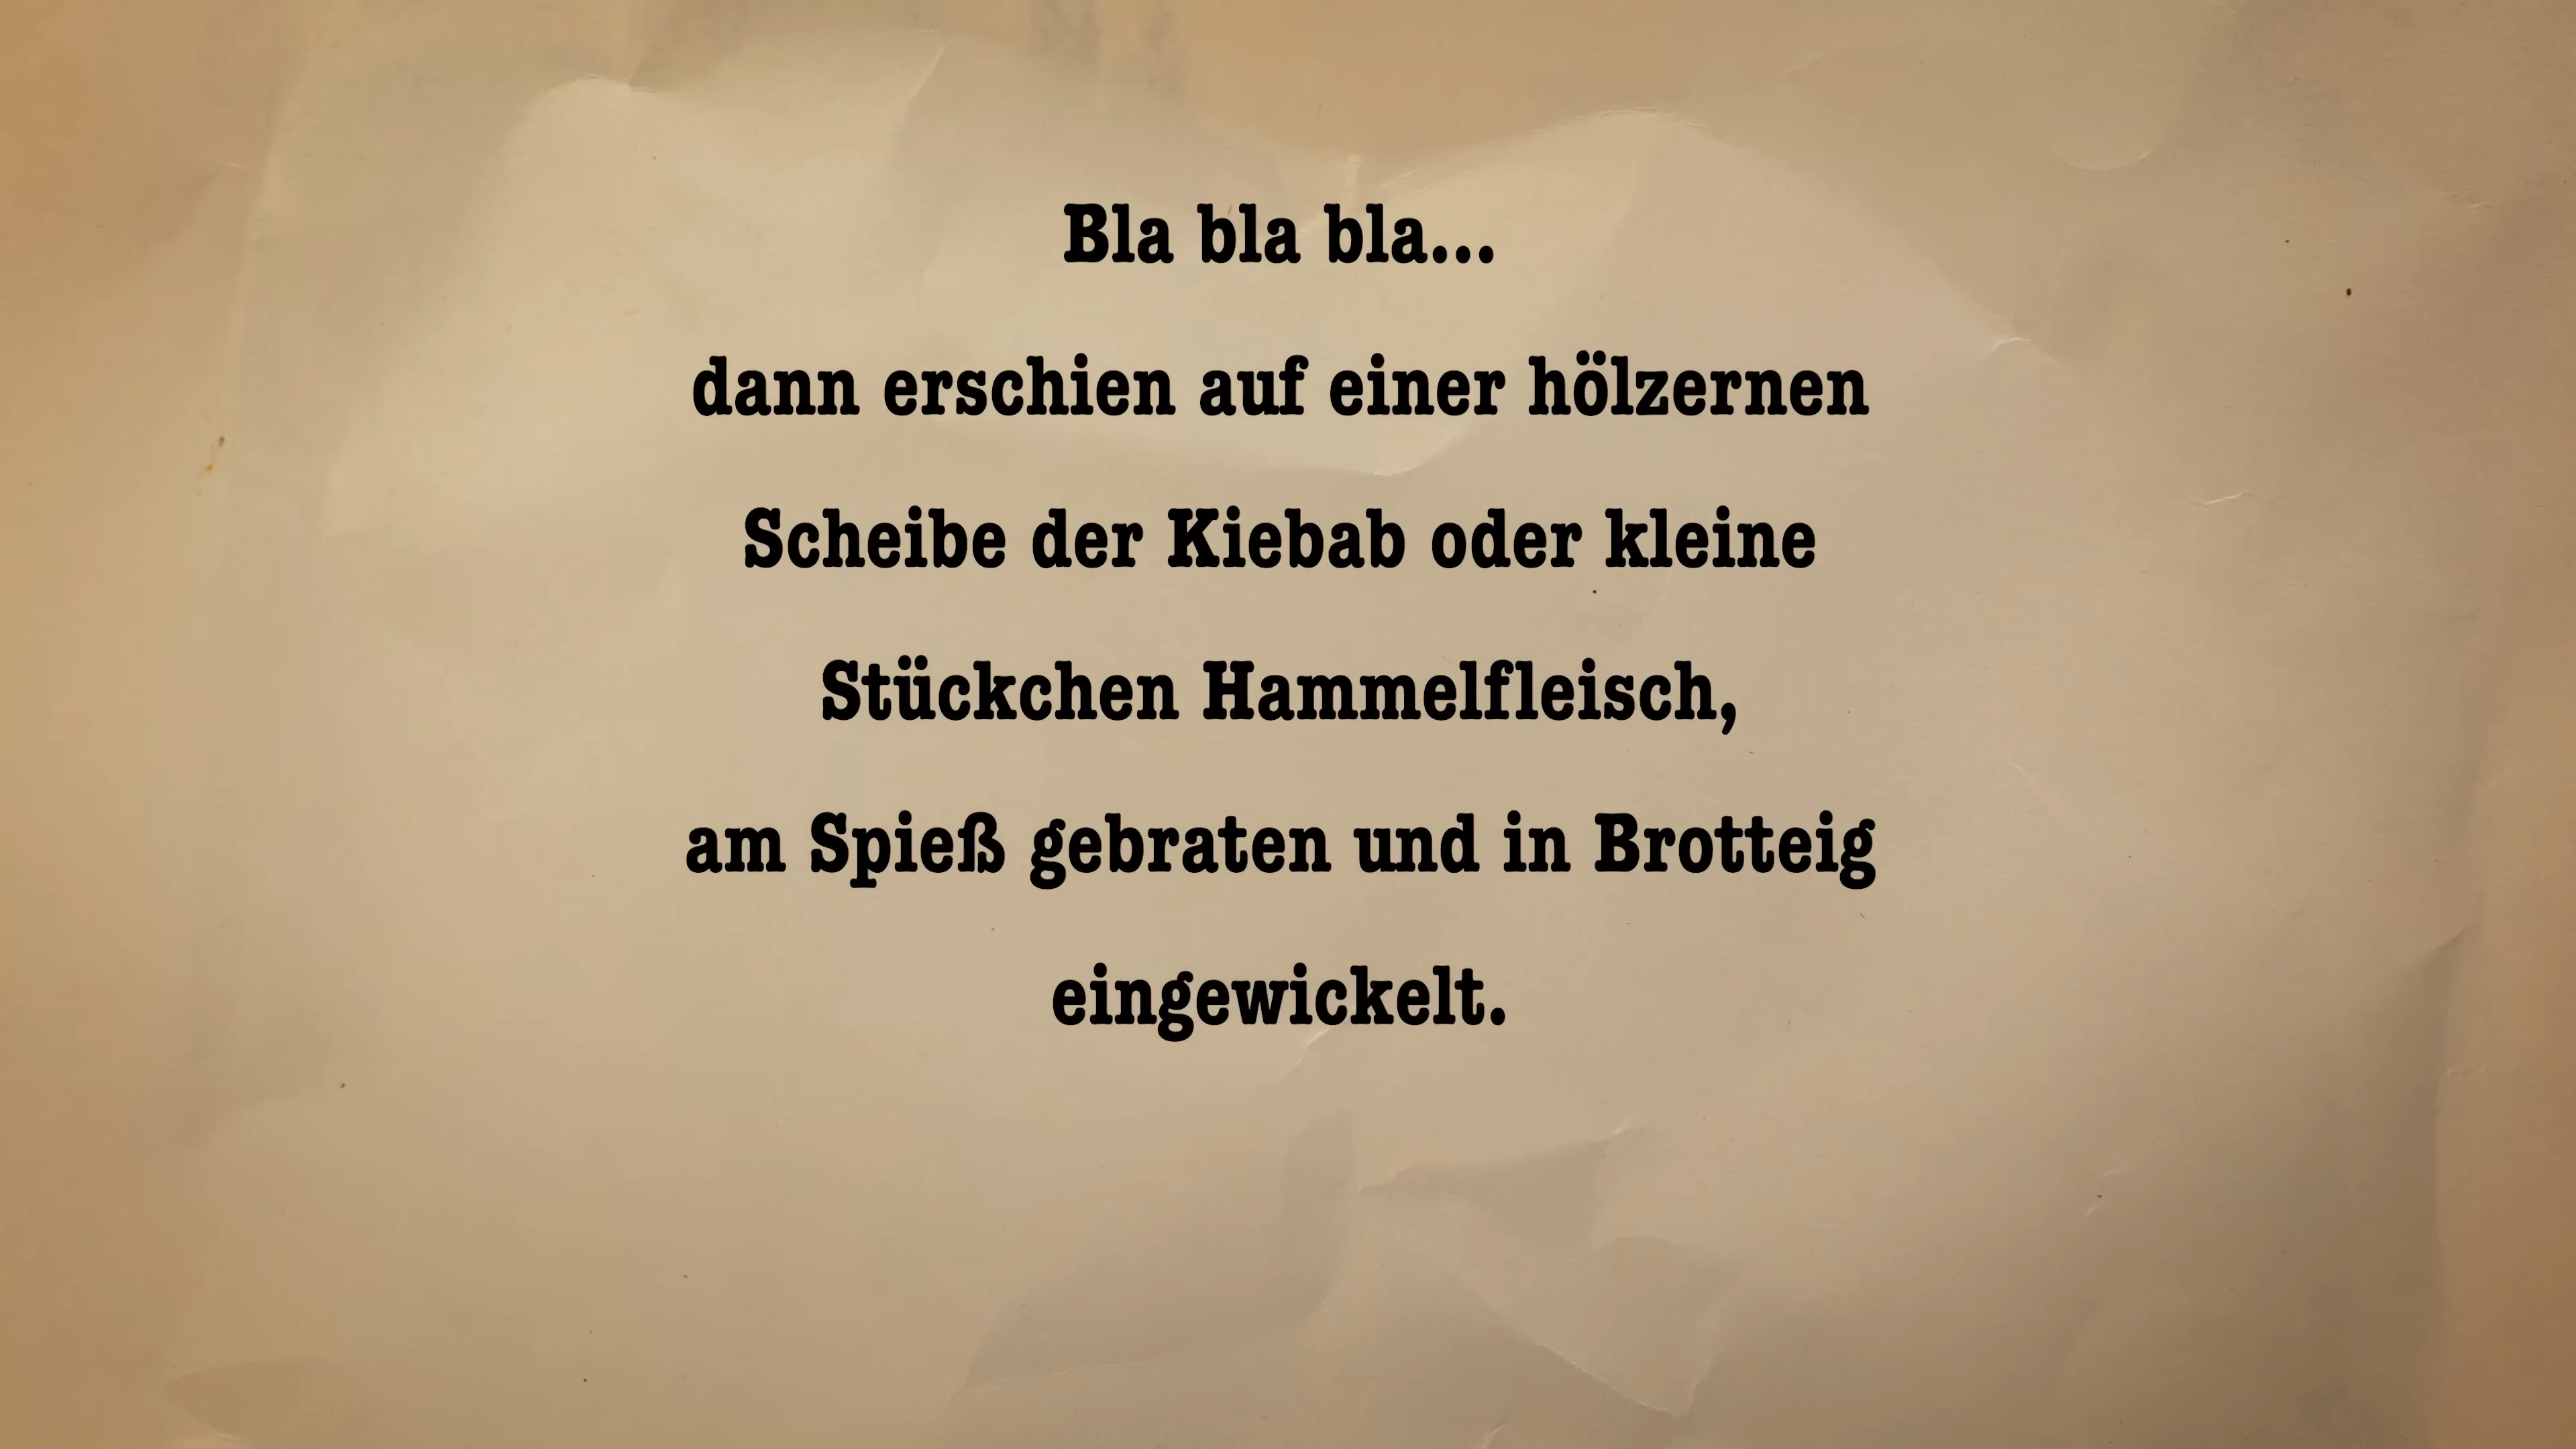 Bla bla bla...
dann erschien auf einer hölzernen
Scheibe der Kiebab oder kleine
Stückchen Hammelfleisch,
am Spieß gebraten und in Brotteig
eingewickelt.